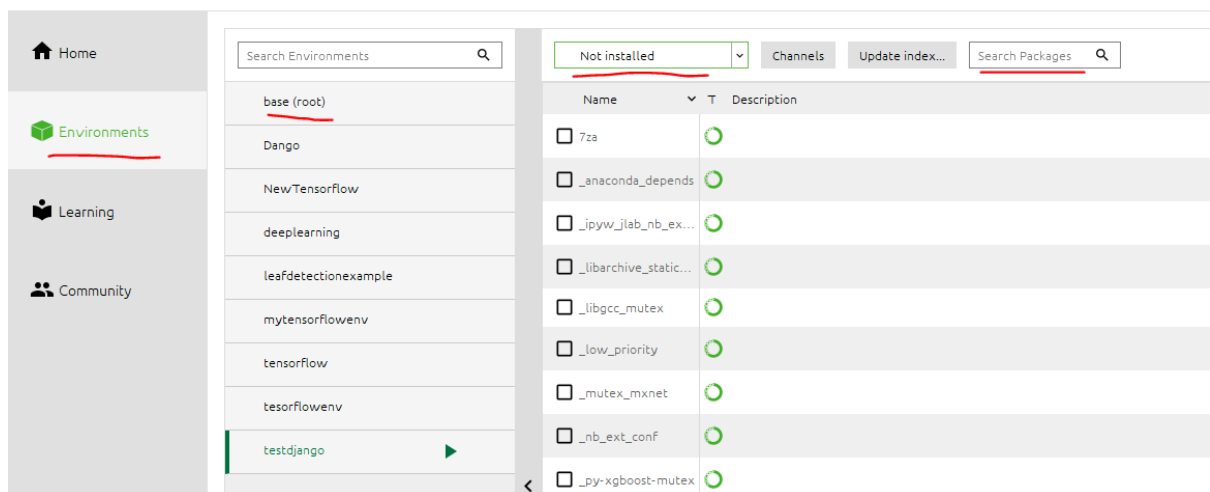 Home
Environments
Learning
Community
Search Environments
base (root)
Dango
NewTensorflow
deeplearning
leafdetectionexample
mytensorflowenv
tensorflow
tesorflowenv
testdjango
Not installed
Channels
Update index...
Search Packages
Name T Description
7za
_anaconda_depends
_ipyw_jlab_nb_ex...
_libarchive_static...
_libgcc_mutex
_low_priority
_mutex_mxnet
_nb_ext_conf
_py-xgboost-mutex